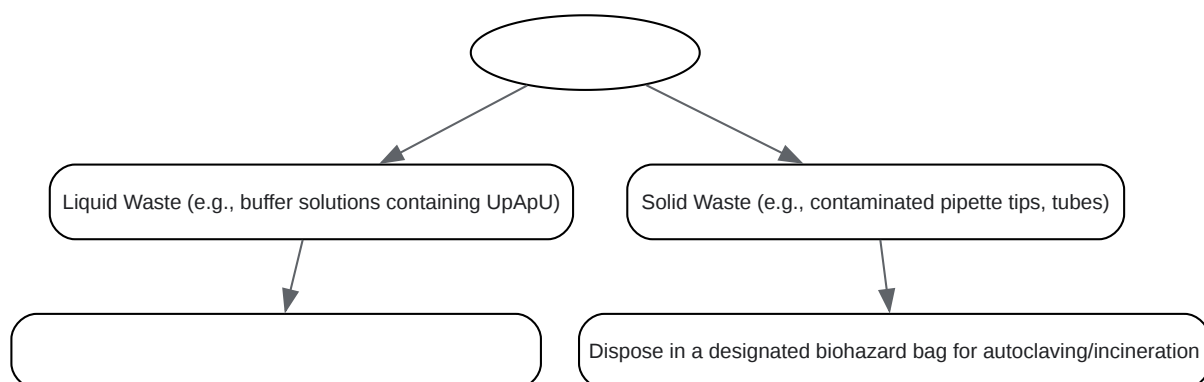 Liquid Waste (e.g., buffer solutions containing UpApU)
Solid Waste (e.g., contaminated pipette tips, tubes)
Dispose in a designated biohazard bag for autoclaving/incineration